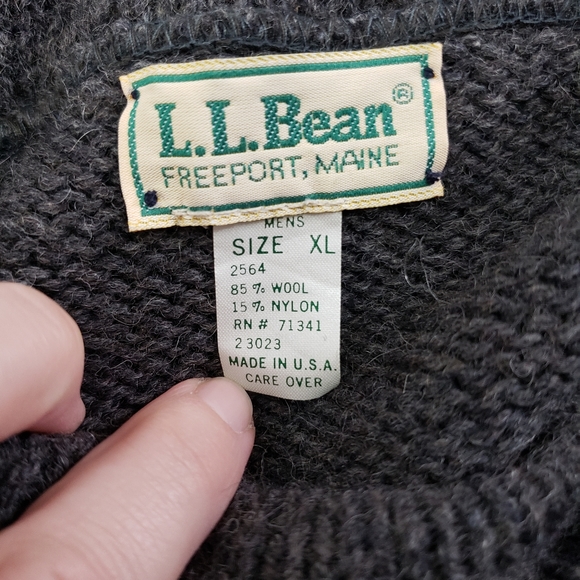 L.L.Bean®
FREEPORT, MAINE
MENS
SIZE XL
2564
85 % WOOL
15 % NYLON
RN # 71341
23023
MADE IN U.S.A.
CARE OVER